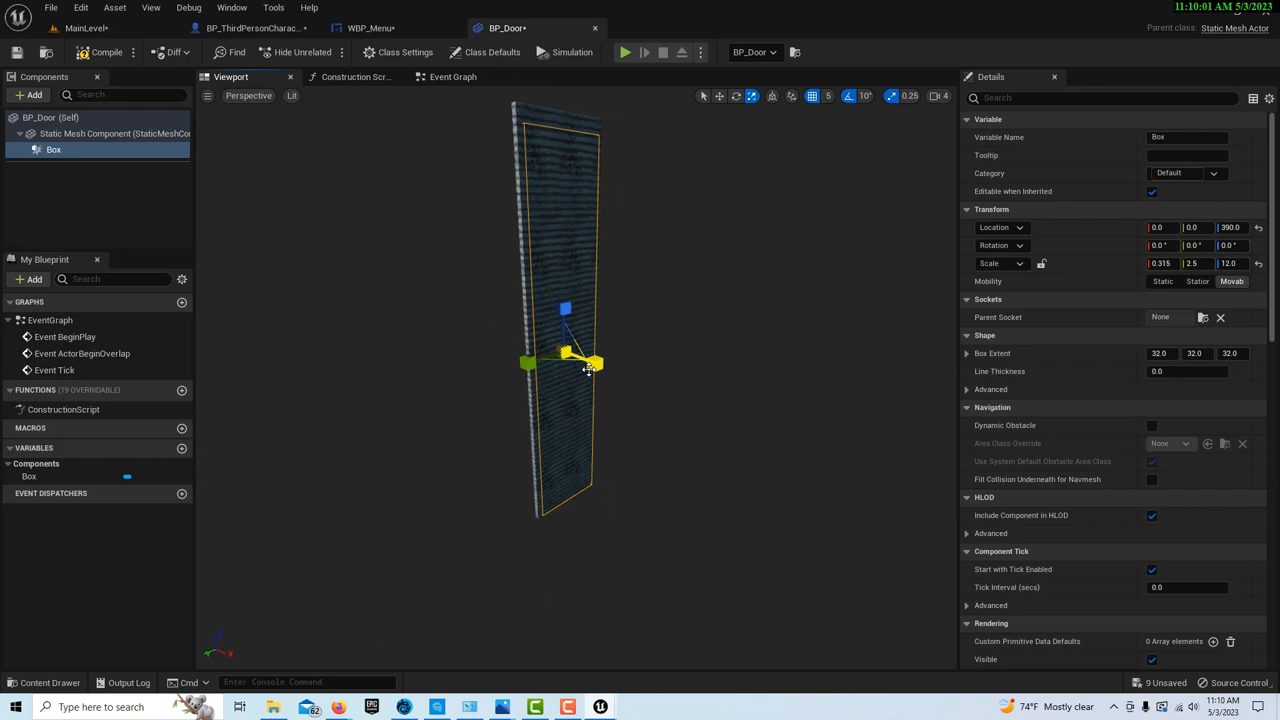 11:10:01 AM 5/3/2023
File Edit Asset View Debug Window Tools Help
MainLevel•
BP_ThirdPersonCharac...•
WBP_Menu•
BP_Door•
Parent class: Static Mesh Actor
Compile
Diff
Find
Hide Unrelated
Class Settings
Class Defaults
Simulation
BP_Door
Components
Viewport
Construction Scr...
Event Graph
Details
Add
Search
Perspective
Lit
5
10°
0.25
4
Search
BP_Door (Self)
Static Mesh Component (StaticMeshCo
Box
Variable
Variable Name
Box
Tooltip
Category
Default
Editable when Inherited
Transform
Location
0.0 0.0 390.0
Rotation
0.0 ° 0.0 ° 0.0 °
Scale
0.315 2.5 12.0
Mobility
Static Statior Movab
Sockets
Parent Socket
None
Shape
Box Extent
32.0 32.0 32.0
Line Thickness
0.0
Advanced
Navigation
Dynamic Obstacle
Area Class Override
None
Use System Default Obstacle Area Class
Fill Collision Underneath for Navmesh
HLOD
Include Component in HLOD
Advanced
Component Tick
Start with Tick Enabled
Tick Interval (secs)
0.0
Advanced
Rendering
Custom Primitive Data Defaults
0 Array elements
Visible
My Blueprint
Add
Search
GRAPHS
EventGraph
Event BeginPlay
Event ActorBeginOverlap
Event Tick
FUNCTIONS (19 OVERRIDABLE)
ConstructionScript
MACROS
VARIABLES
Components
Box
EVENT DISPATCHERS
Z
Y
X
Content Drawer
Output Log
Cmd
Enter Console Command
9 Unsaved
Source Control
Type here to search
62
74°F Mostly clear
11:10 AM
5/3/2023